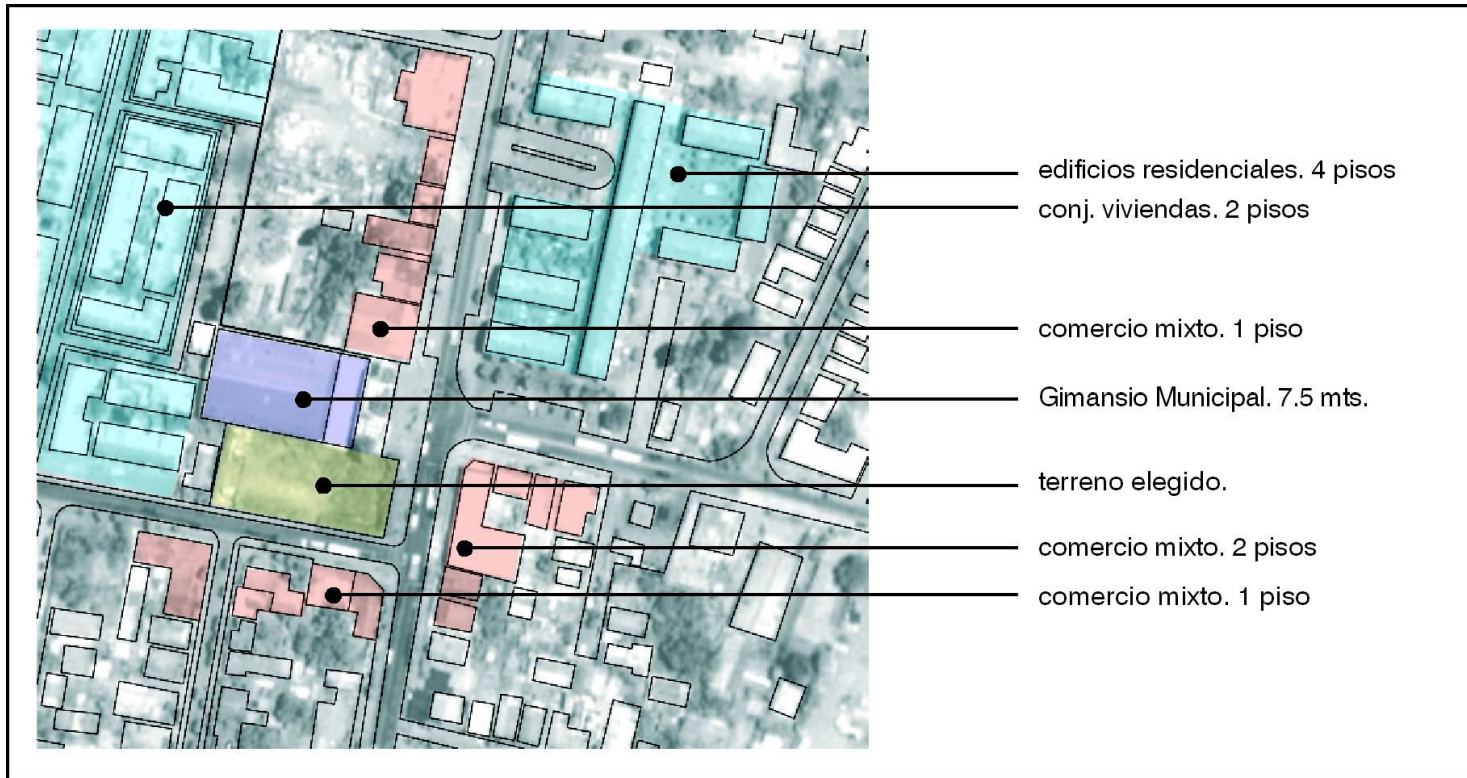 edificios residenciales. 4 pisos
conj. viviendas. 2 pisos
comercio mixto. 1 piso
Gimansio Municipal. 7.5 mts.
terreno elegido.
comercio mixto. 2 pisos
comercio mixto. 1 piso